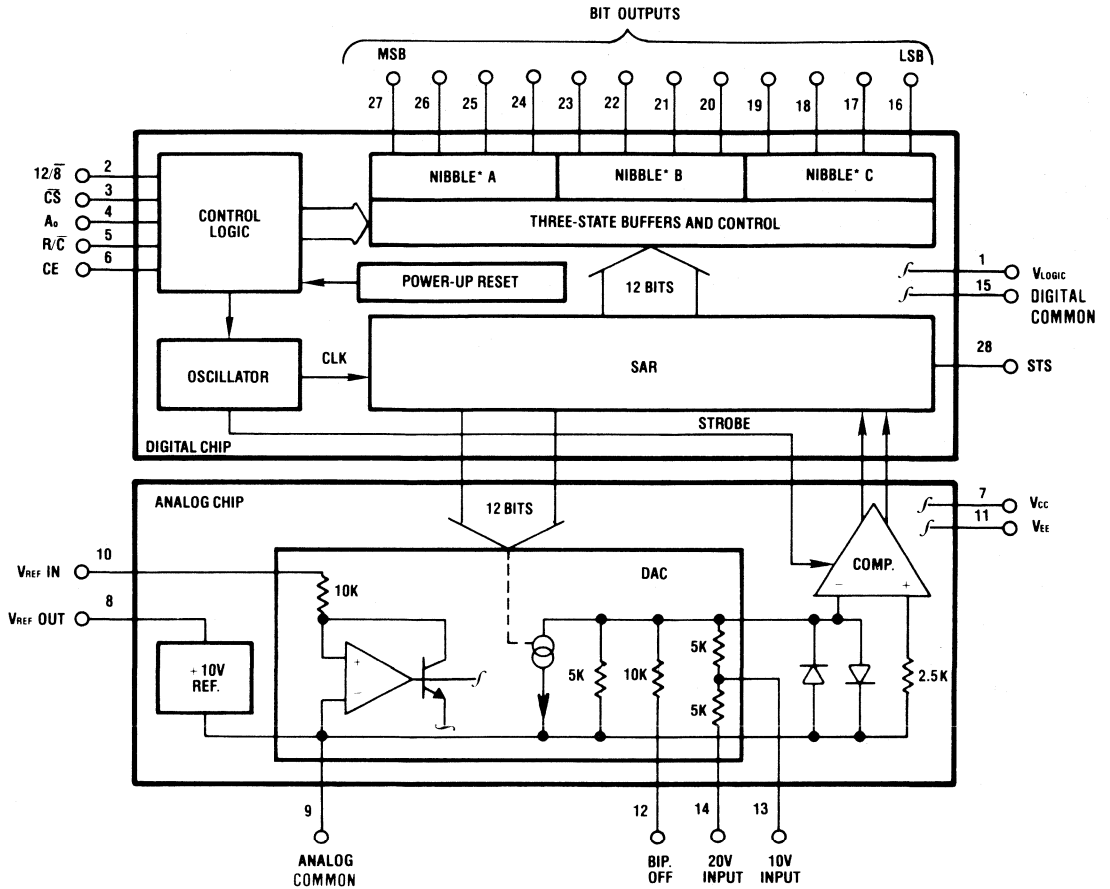 BIT OUTPUTS
MSB LSB
27 26 25 24 23 22 21 20 19 18 17 16
12/8̅ 2
C̅S̅ 3
A₀ 4
R/C̅ 5
CE 6
CONTROL
LOGIC
NIBBLE* A NIBBLE* B NIBBLE* C
THREE-STATE BUFFERS AND CONTROL
POWER-UP RESET
12 BITS
1 VLOGIC
15 DIGITAL
COMMON
OSCILLATOR
CLK
SAR
28 STS
STROBE
DIGITAL CHIP
ANALOG CHIP
12 BITS
7 VCC
11 VEE
10
VREF IN
8
VREF OUT
+10V
REF.
DAC
10K
+
−
5K
10K
5K
5K
COMP.
− +
2.5K
9 12 14 13
ANALOG
COMMON
BIP.
OFF
20V
INPUT
10V
INPUT